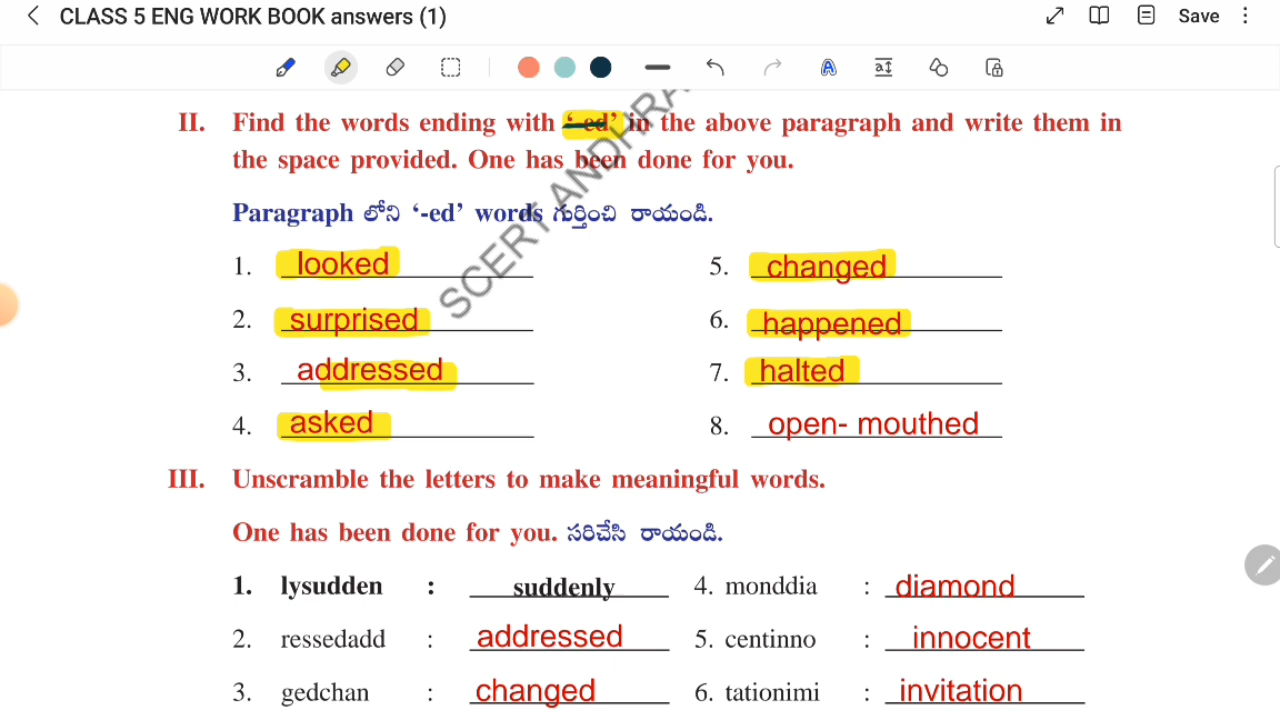 CLASS 5 ENG WORK BOOK answers (1)
Save
II. Find the words ending with ‘-ed’ in the above paragraph and write them in
the space provided. One has been done for you.
Paragraph లోని ‘-ed’ words గుర్తించి రాయండి.
1. looked
5. changed
2. surprised
6. happened
3. addressed
7. halted
4. asked
8. open- mouthed
SCERT ANDHRA
III. Unscramble the letters to make meaningful words.
One has been done for you. సరిచేసి రాయండి.
1. lysudden : suddenly 4. monddia : diamond
2. ressedadd : addressed 5. centinno : innocent
3. gedchan : changed 6. tationimi : invitation